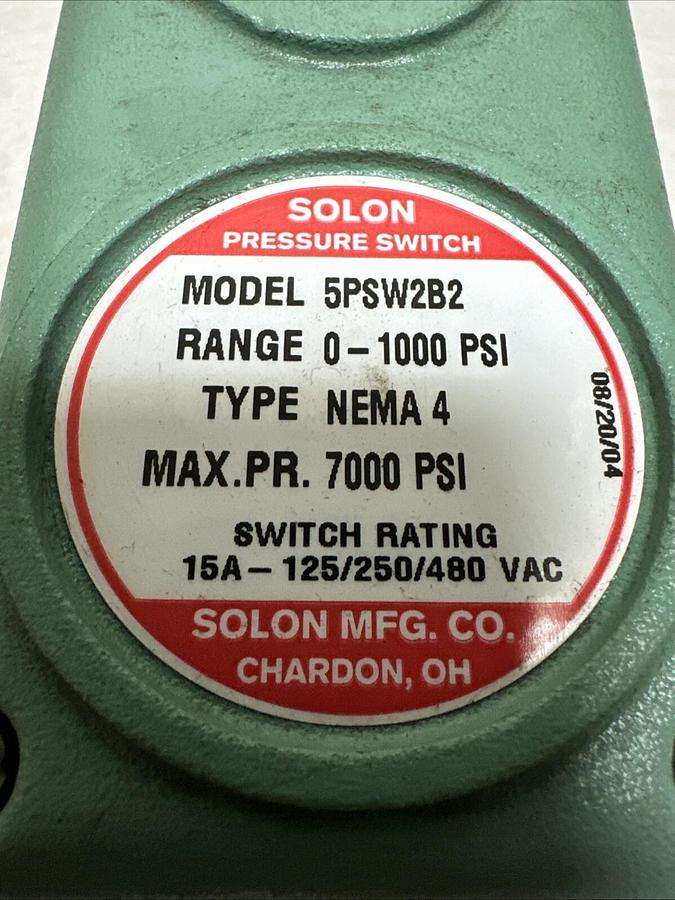 SOLON
PRESSURE SWITCH
MODEL 5PSW2B2
RANGE 0-1000 PSI
TYPE NEMA 4
08/20/04
MAX.PR. 7000 PSI
SWITCH RATING
15A-125/250/480 VAC
SOLON MFG. CO.
CHARDON, OH